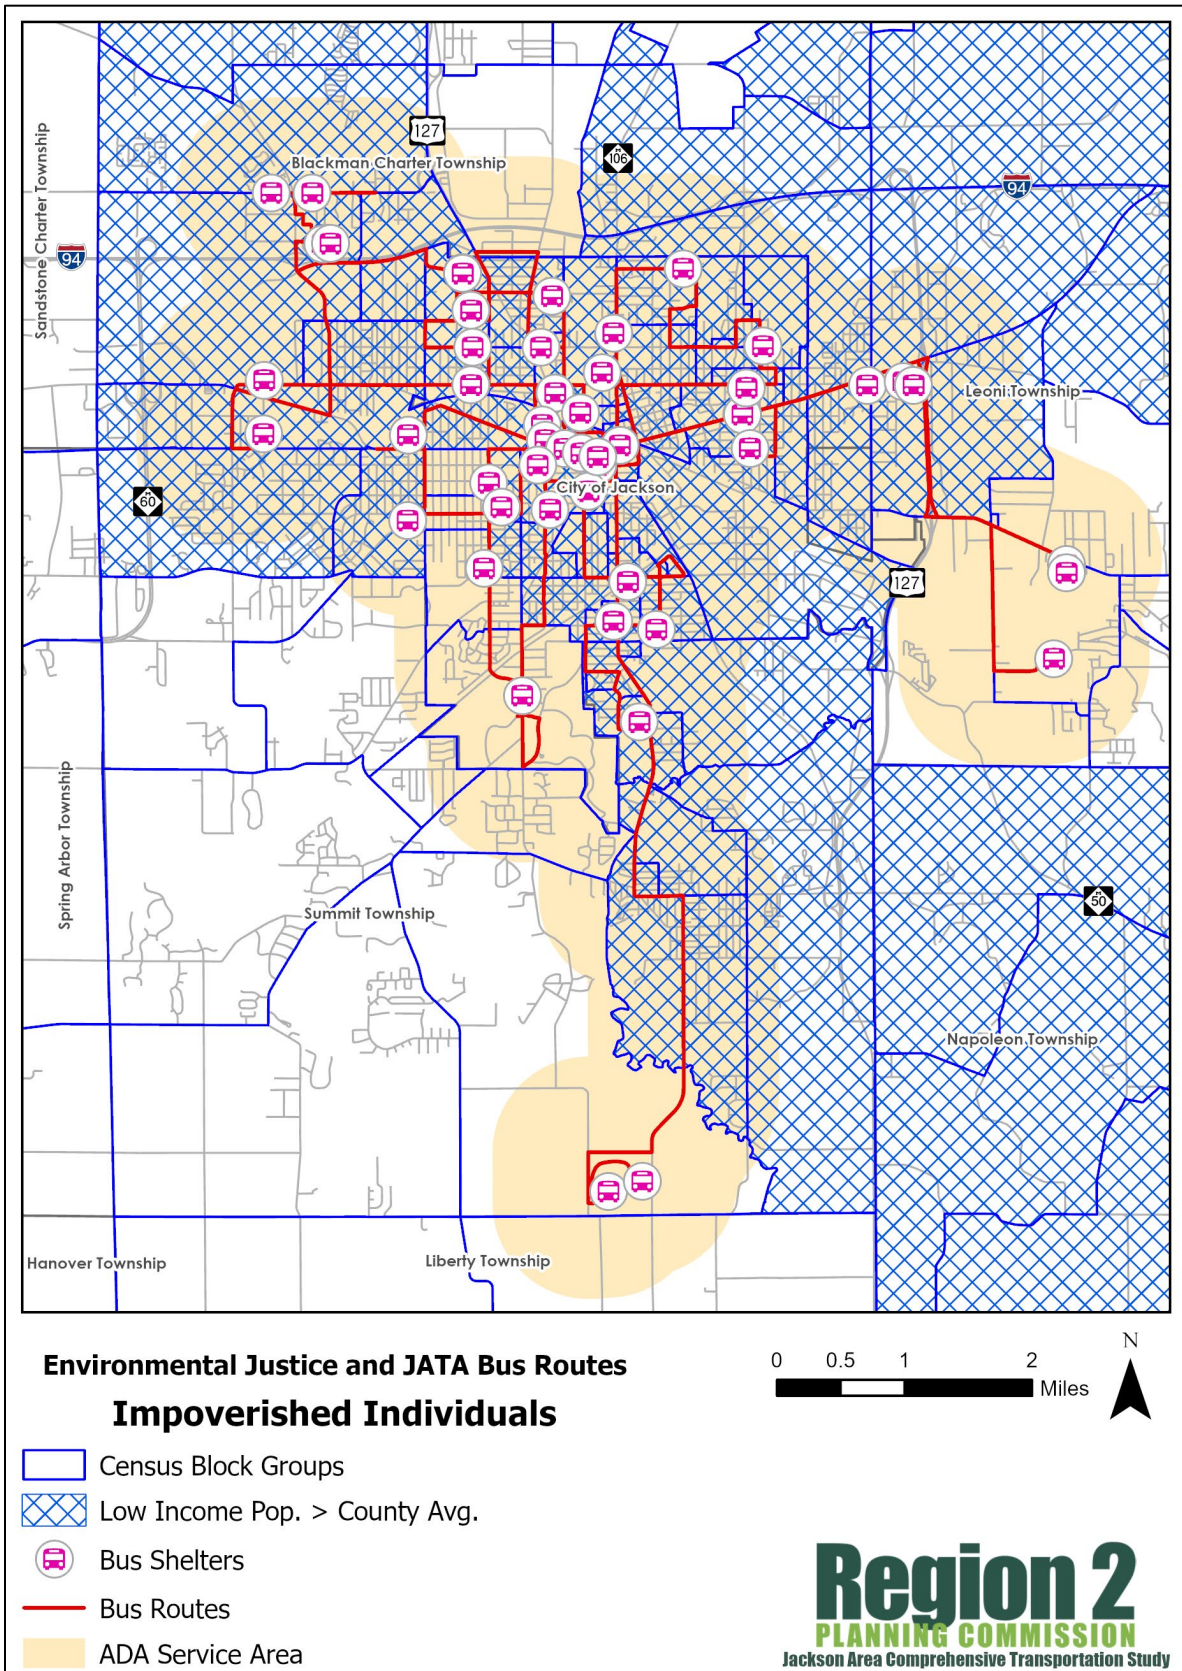 127
M
106
Blackman Charter Township
94
Sandstone Charter Township
94
Leoni Township
City of Jackson
M
60
127
Spring Arbor Township
Summit Township
M
50
Napoleon Township
Hanover Township
Liberty Township
Environmental Justice and JATA Bus Routes
Impoverished Individuals
Census Block Groups
Low Income Pop. > County Avg.
Bus Shelters
Bus Routes
ADA Service Area
0 0.5 1 2
Miles
N
Region 2
PLANNING COMMISSION
Jackson Area Comprehensive Transportation Study